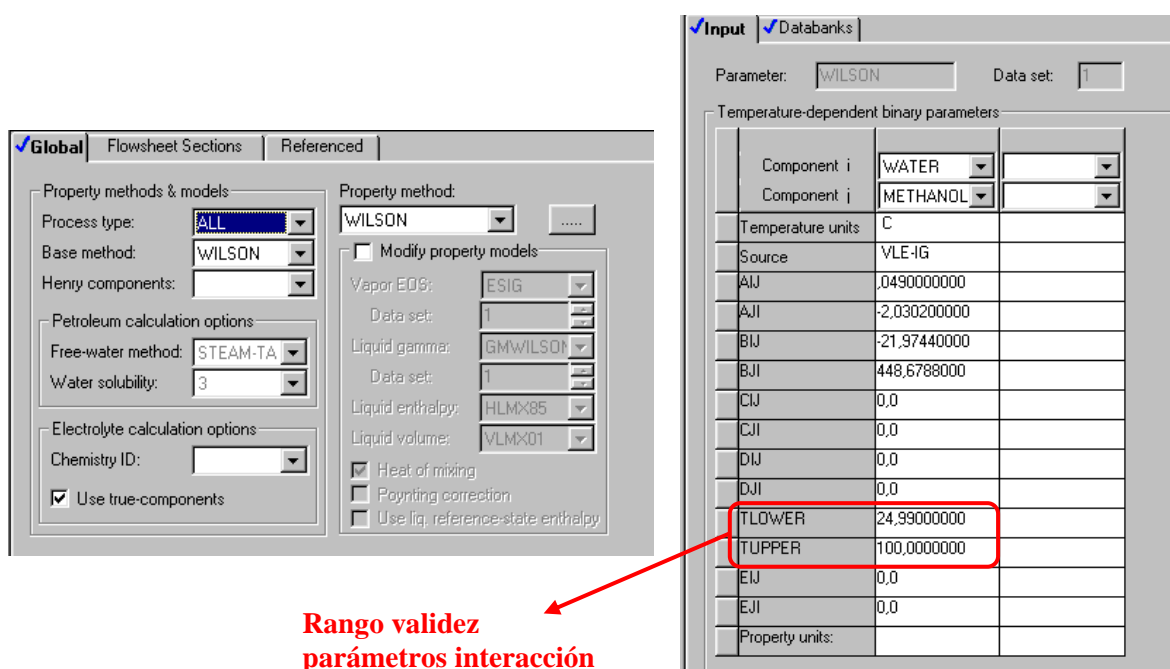 Global Flowsheet Sections Referenced
Property methods & models
Process type: ALL
Base method: WILSON
Henry components:
Petroleum calculation options
Free-water method: STEAM-TA
Water solubility: 3
Electrolyte calculation options
Chemistry ID:
Use true-components
Property method:
WILSON .....
Modify property models
Vapor EOS: ESIG
Data set: 1
Liquid gamma: GMWILSON
Data set: 1
Liquid enthalpy: HLMX85
Liquid volume: VLMX01
Heat of mixing
Poynting correction
Use liq. reference-state enthalpy
Input Databanks
Parameter: WILSON Data set: 1
Temperature-dependent binary parameters
Component i WATER
Component j METHANOL
Temperature units C
Source VLE-IG
AIJ ,0490000000
AJI -2,030200000
BIJ -21,97440000
BJI 448,6788000
CIJ 0,0
CJI 0,0
DIJ 0,0
DJI 0,0
TLOWER 24,99000000
TUPPER 100,0000000
EIJ 0,0
EJI 0,0
Property units:
Rango validez
parámetros interacción